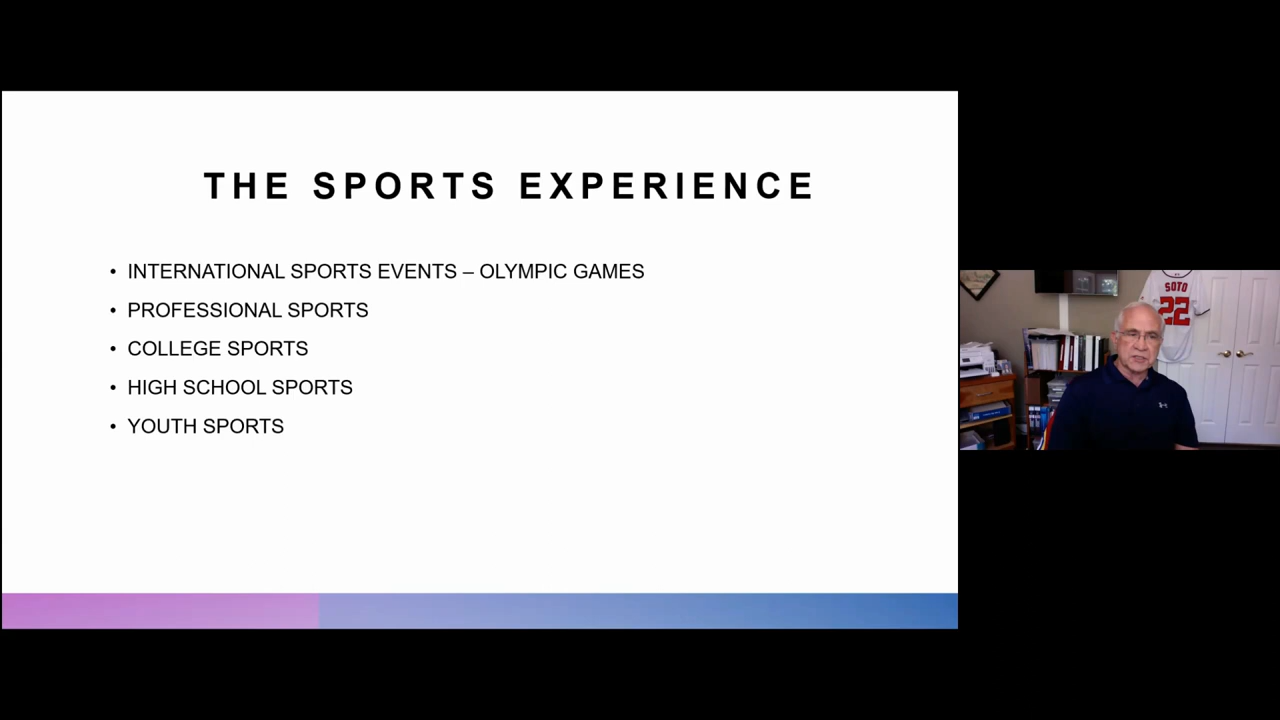 THE SPORTS EXPERIENCE
• INTERNATIONAL SPORTS EVENTS – OLYMPIC GAMES
• PROFESSIONAL SPORTS
• COLLEGE SPORTS
• HIGH SCHOOL SPORTS
• YOUTH SPORTS
SOTO
22